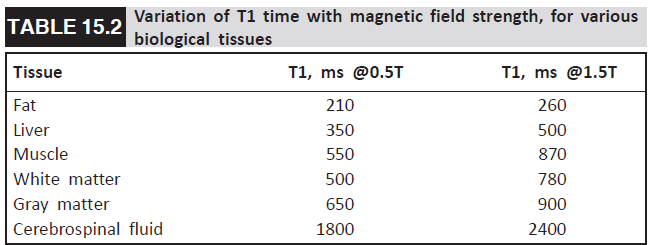 TABLE 15.2 Variation of T1 time with magnetic field strength, for various
biological tissues
Tissue T1, ms @0.5T T1, ms @1.5T
Fat 210 260
Liver 350 500
Muscle 550 870
White matter 500 780
Gray matter 650 900
Cerebrospinal fluid 1800 2400